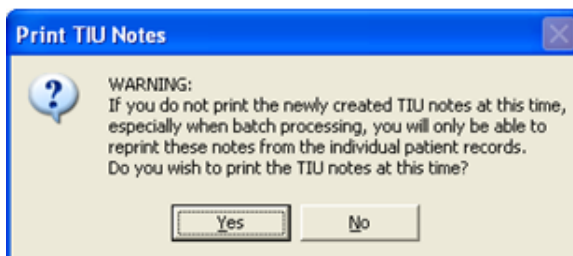 Print TIU Notes
WARNING:
If you do not print the newly created TIU notes at this time,
especially when batch processing, you will only be able to
reprint these notes from the individual patient records.
Do you wish to print the TIU notes at this time?
Yes No